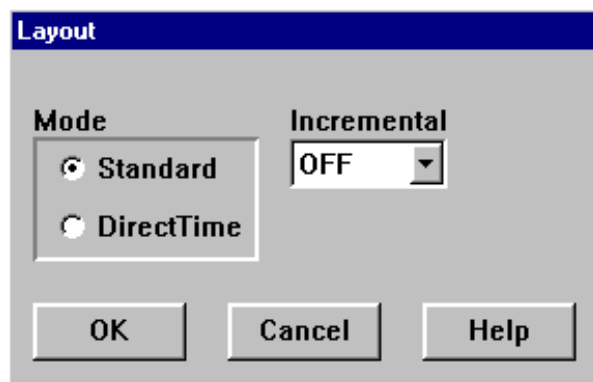 Layout
Mode
Incremental
Standard
OFF
DirectTime
OK
Cancel
Help